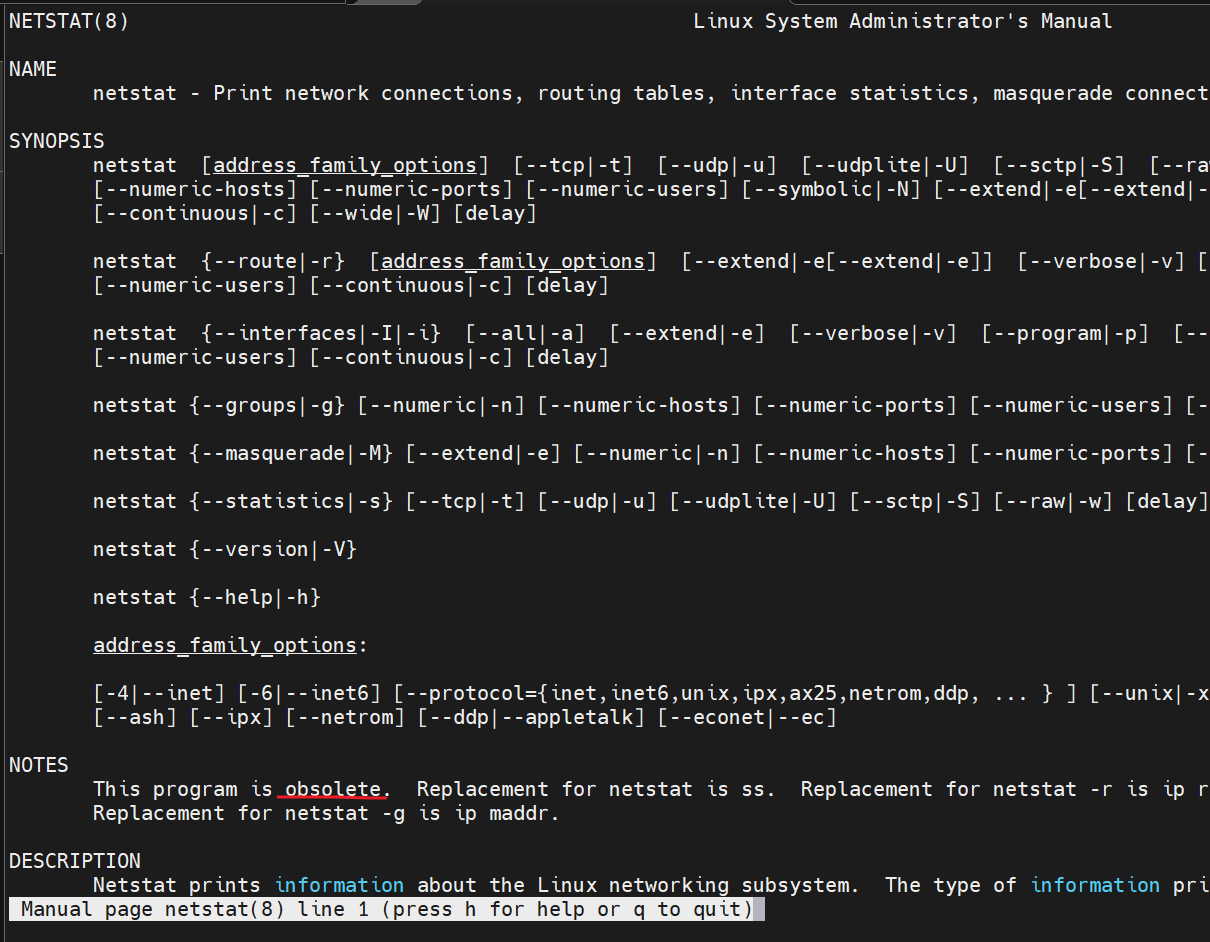 NETSTAT(8) Linux System Administrator's Manual
NAME
netstat - Print network connections, routing tables, interface statistics, masquerade connect
SYNOPSIS
netstat [address_family_options] [--tcp|-t] [--udp|-u] [--udplite|-U] [--sctp|-S] [--ra
[--numeric-hosts] [--numeric-ports] [--numeric-users] [--symbolic|-N] [--extend|-e[--extend|-
[--continuous|-c] [--wide|-W] [delay]
netstat {--route|-r} [address_family_options] [--extend|-e[--extend|-e]] [--verbose|-v] [
[--numeric-users] [--continuous|-c] [delay]
netstat {--interfaces|-I|-i} [--all|-a] [--extend|-e] [--verbose|-v] [--program|-p] [--
[--numeric-users] [--continuous|-c] [delay]
netstat {--groups|-g} [--numeric|-n] [--numeric-hosts] [--numeric-ports] [--numeric-users] [-
netstat {--masquerade|-M} [--extend|-e] [--numeric|-n] [--numeric-hosts] [--numeric-ports] [-
netstat {--statistics|-s} [--tcp|-t] [--udp|-u] [--udplite|-U] [--sctp|-S] [--raw|-w] [delay]
netstat {--version|-V}
netstat {--help|-h}
address_family_options:
[-4|--inet] [-6|--inet6] [--protocol={inet,inet6,unix,ipx,ax25,netrom,ddp, ... } ] [--unix|-x
[--ash] [--ipx] [--netrom] [--ddp|--appletalk] [--econet|--ec]
NOTES
This program is obsolete. Replacement for netstat is ss. Replacement for netstat -r is ip r
Replacement for netstat -g is ip maddr.
DESCRIPTION
Netstat prints information about the Linux networking subsystem. The type of information pri
Manual page netstat(8) line 1 (press h for help or q to quit)